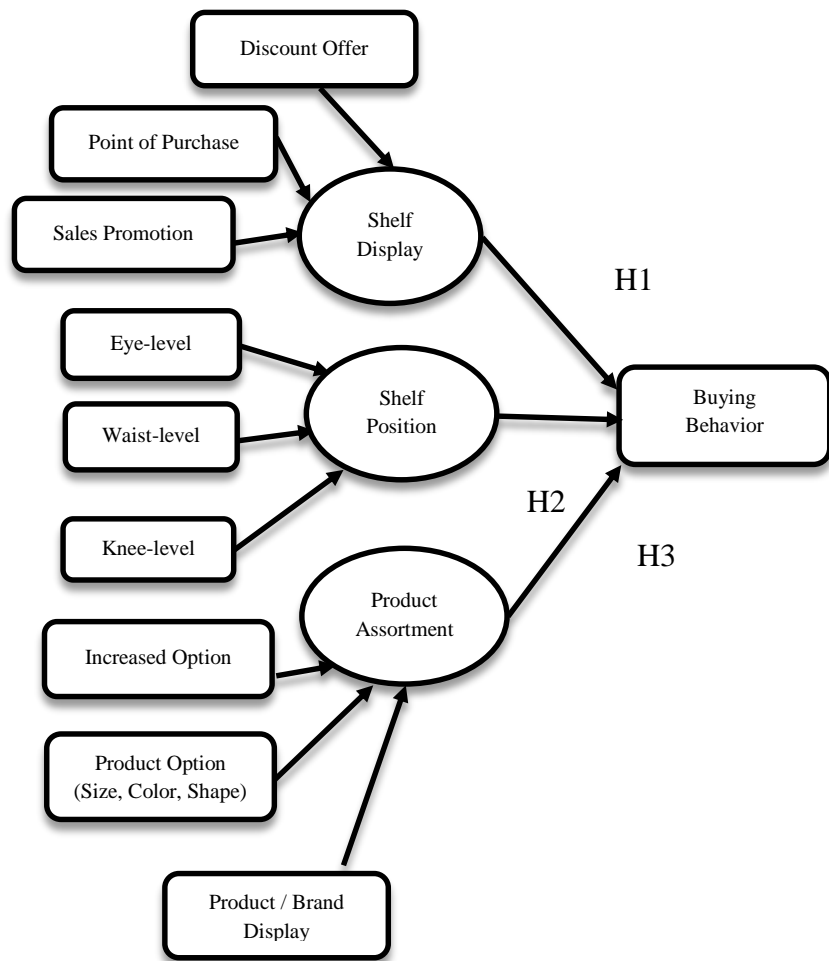 Discount Offer
Point of Purchase
Sales Promotion
Shelf
Display
H1
Eye-level
Waist-level
Knee-level
Shelf
Position
Buying
Behavior
H2
H3
Product
Assortment
Increased Option
Product Option
(Size, Color, Shape)
Product / Brand
Display